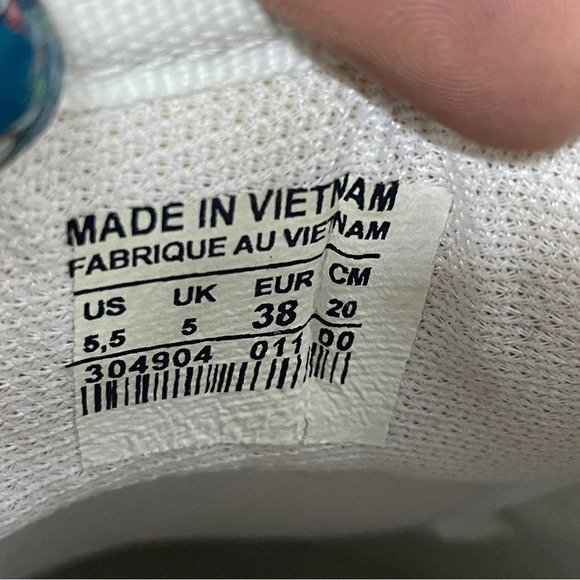 MADE IN VIETNAM
FABRIQUE AU VIETNAM
US UK EUR CM
5,5 5 38 20
304904 011 00